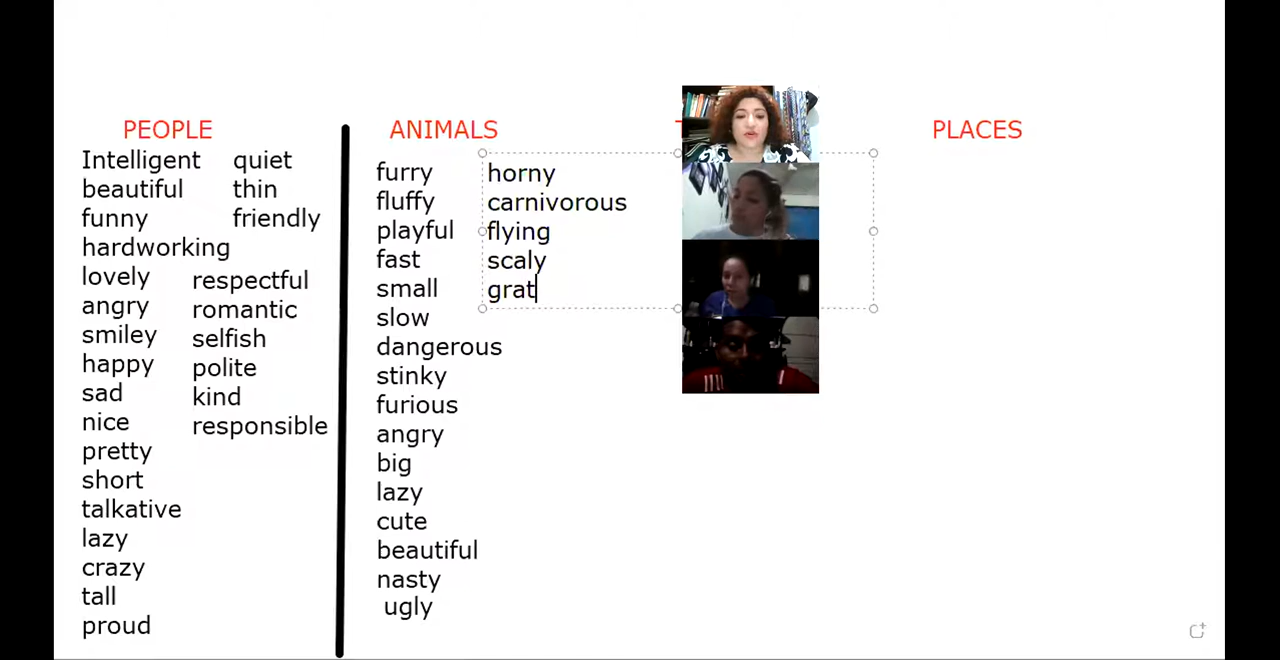 PEOPLE
Intelligent
beautiful
funny
hardworking
lovely
angry
smiley
happy
sad
nice
pretty
short
talkative
lazy
crazy
tall
proud
quiet
thin
friendly
respectful
romantic
selfish
polite
kind
responsible
ANIMALS
furry
fluffy
playful
fast
small
slow
dangerous
stinky
furious
angry
big
lazy
cute
beautiful
nasty
ugly
horny
carnivorous
flying
scaly
grat
PLACES